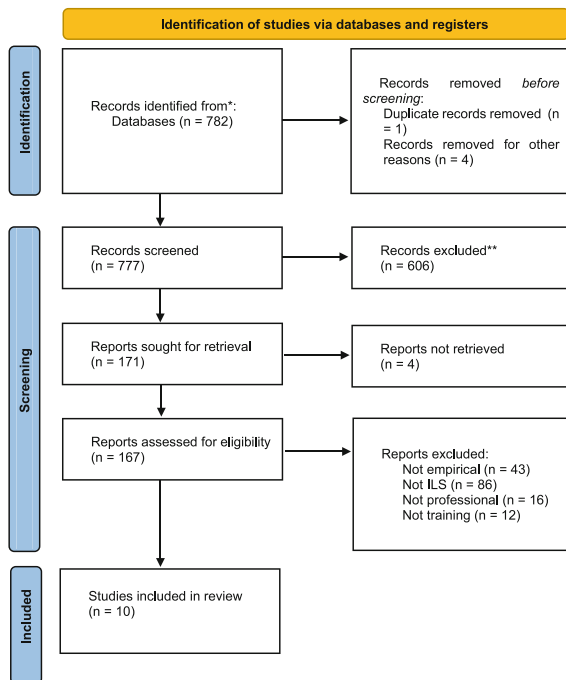 Identification of studies via databases and registers
Identification
Records identified from*:
Databases (n = 782)
Records removed before
screening:
Duplicate records removed (n
= 1)
Records removed for other
reasons (n = 4)
Screening
Records screened
(n = 777)
Records excluded**
(n = 606)
Reports sought for retrieval
(n = 171)
Reports not retrieved
(n = 4)
Reports assessed for eligibility
(n = 167)
Reports excluded:
Not empirical (n = 43)
Not ILS (n = 86)
Not professional (n = 16)
Not training (n = 12)
Included
Studies included in review
(n = 10)